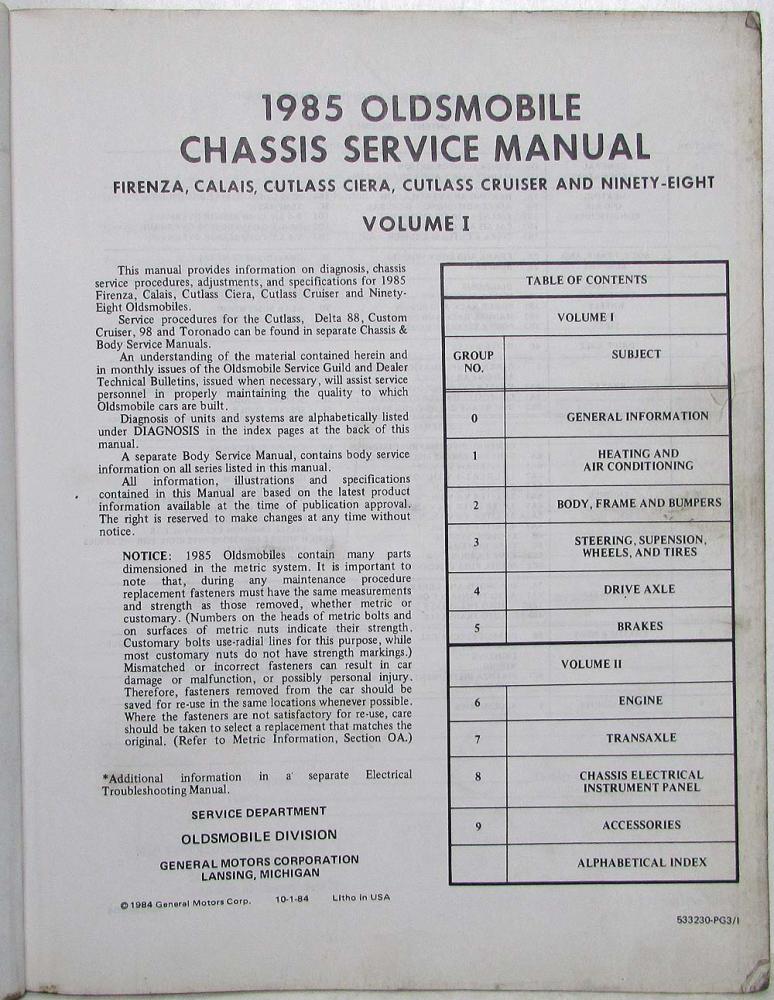 1985 OLDSMOBILE
CHASSIS SERVICE MANUAL
FIRENZA, CALAIS, CUTLASS CIERA, CUTLASS CRUISER AND NINETY-EIGHT
VOLUME I
This manual provides information on diagnosis, chassis
service procedures, adjustments, and specifications for 1985
Firenza, Calais, Cutlass Ciera, Cutlass Cruiser and Ninety-
Eight Oldsmobiles.
Service procedures for the Cutlass, Delta 88, Custom
Cruiser, 98 and Toronado can be found in separate Chassis &
Body Service Manuals.
An understanding of the material contained herein and
in monthly issues of the Oldsmobile Service Guild and Dealer
Technical Bulletins, issued when necessary, will assist service
personnel in properly maintaining the quality to which
Oldsmobile cars are built.
Diagnosis of units and systems are alphabetically listed
under DIAGNOSIS in the index pages at the back of this
manual.
A separate Body Service Manual, contains body service
information on all series listed in this manual.
All information, illustrations and specifications
contained in this Manual are based on the latest product
information available at the time of publication approval.
The right is reserved to make changes at any time without
notice.
NOTICE: 1985 Oldsmobiles contain many parts
dimensioned in the metric system. It is important to
note that, during any maintenance procedure
replacement fasteners must have the same measurements
and strength as those removed, whether metric or
customary. (Numbers on the heads of metric bolts and
on surfaces of metric nuts indicate their strength.
Customary bolts use-radial lines for this purpose, while
most customary nuts do not have strength markings.)
Mismatched or incorrect fasteners can result in car
damage or malfunction, or possibly personal injury.
Therefore, fasteners removed from the car should be
saved for re-use in the same locations whenever possible.
Where the fasteners are not satisfactory for re-use, care
should be taken to select a replacement that matches the
original. (Refer to Metric Information, Section OA.)
*Additional information in a separate Electrical
Troubleshooting Manual.
SERVICE DEPARTMENT
OLDSMOBILE DIVISION
GENERAL MOTORS CORPORATION
LANSING, MICHIGAN
© 1984 General Motors Corp. 10-1-84 Litho in USA
TABLE OF CONTENTS
VOLUME I
GROUP NO. SUBJECT
0 GENERAL INFORMATION
1 HEATING AND
AIR CONDITIONING
2 BODY, FRAME AND BUMPERS
3 STEERING, SUPENSION,
WHEELS, AND TIRES
4 DRIVE AXLE
5 BRAKES
VOLUME II
6 ENGINE
7 TRANSAXLE
8 CHASSIS ELECTRICAL
INSTRUMENT PANEL
9 ACCESSORIES
ALPHABETICAL INDEX
533230-PG3/I